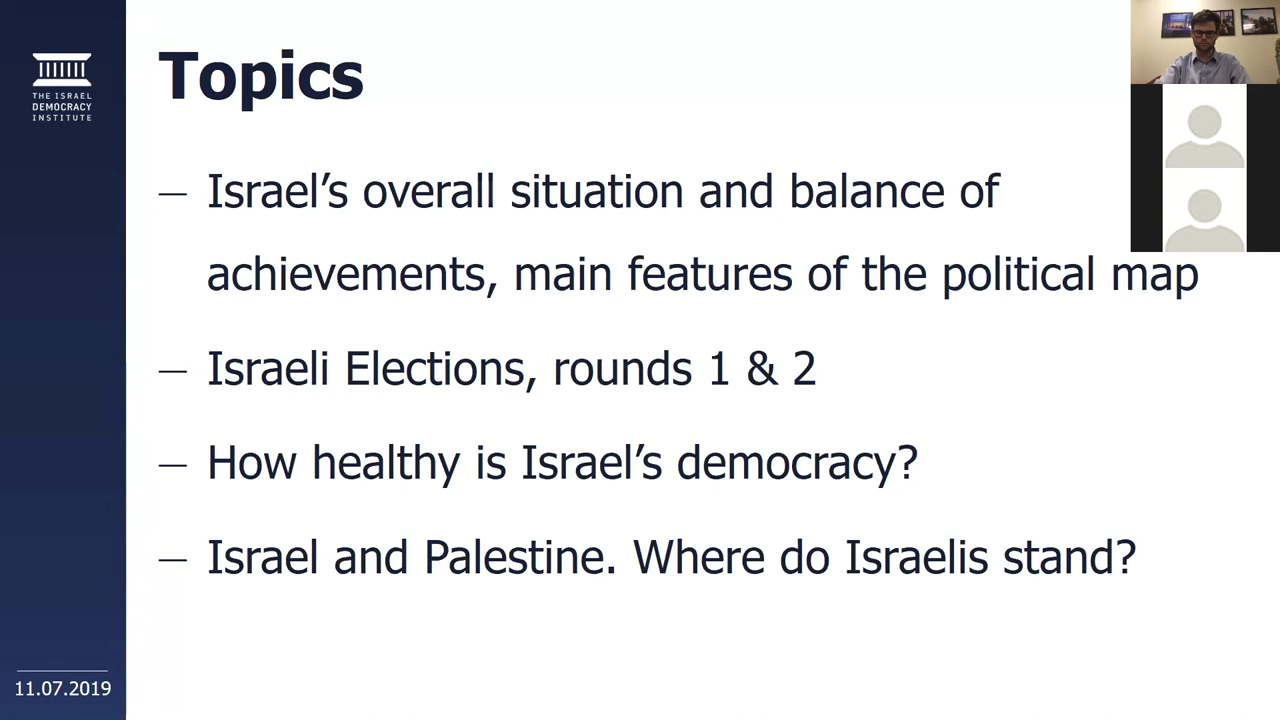 THE ISRAEL
DEMOCRACY
INSTITUTE
Topics
– Israel’s overall situation and balance of
achievements, main features of the political map
– Israeli Elections, rounds 1 & 2
– How healthy is Israel’s democracy?
– Israel and Palestine. Where do Israelis stand?
11.07.2019